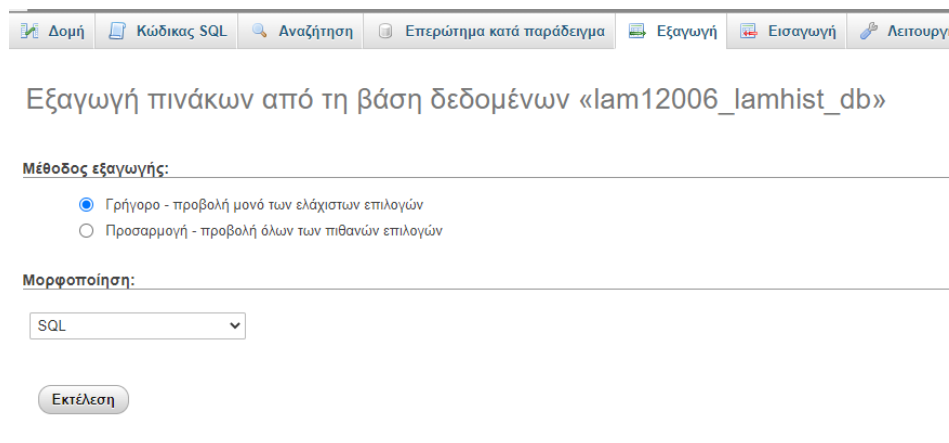 Δομή Κώδικας SQL Αναζήτηση Επερώτημα κατά παράδειγμα Εξαγωγή Εισαγωγή Λειτουργ
Εξαγωγή πινάκων από τη βάση δεδομένων «lam12006_lamhist_db»
Μέθοδος εξαγωγής:
Γρήγορο - προβολή μονό των ελάχιστων επιλογών
Προσαρμογή - προβολή όλων των πιθανών επιλογών
Μορφοποίηση:
SQL
Εκτέλεση